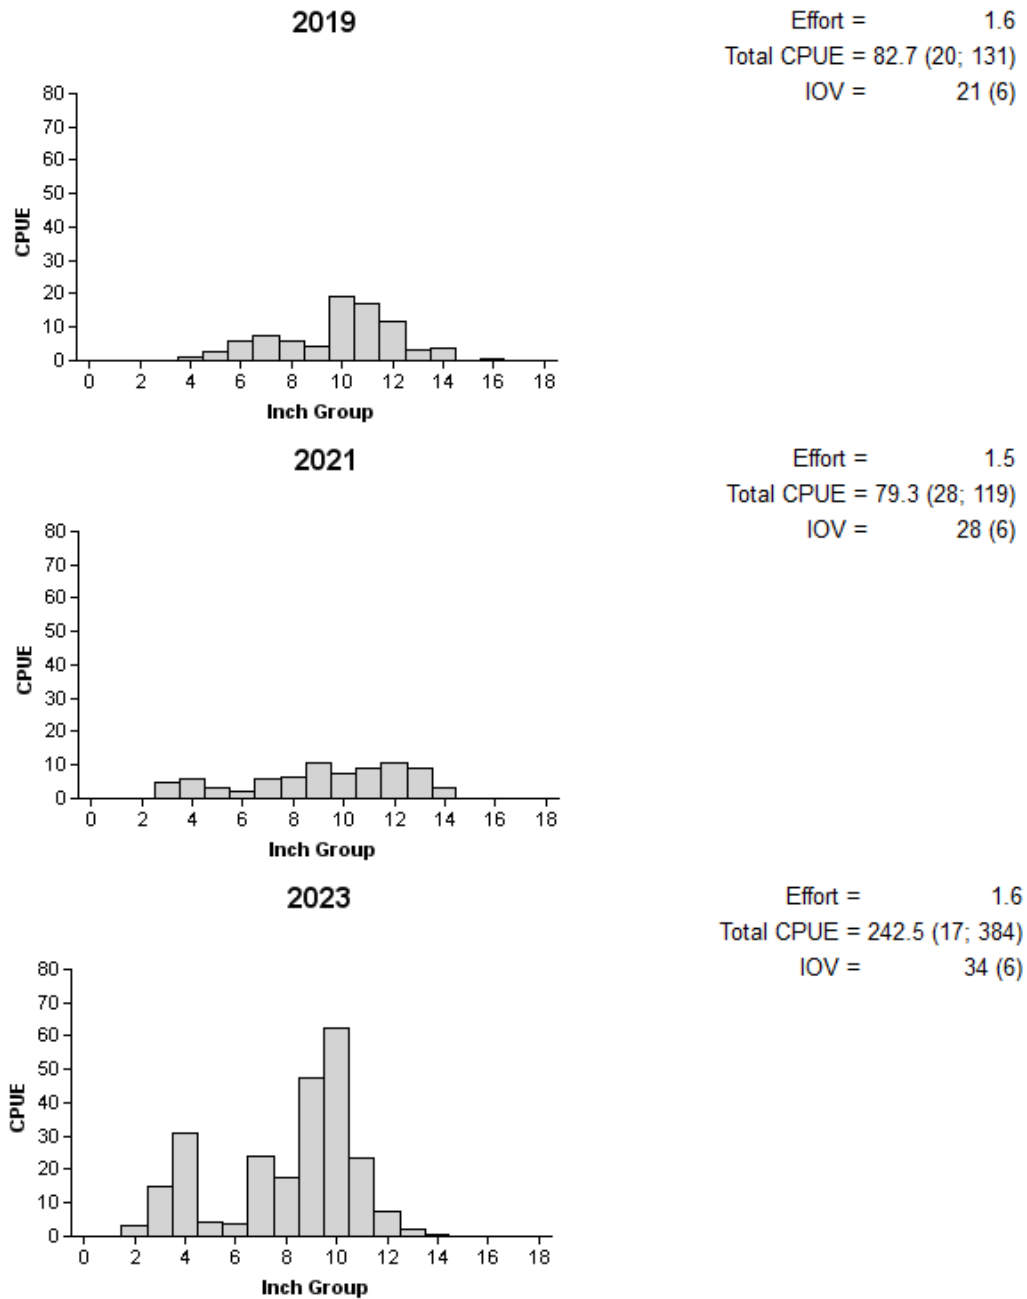 2019
Effort = 1.6
Total CPUE = 82.7 (20; 131)
IOV = 21 (6)
80
70
60
50
40
30
20
10
0
CPUE
0 2 4 6 8 10 12 14 16 18
Inch Group
2021
Effort = 1.5
Total CPUE = 79.3 (28; 119)
IOV = 28 (6)
80
70
60
50
40
30
20
10
0
CPUE
0 2 4 6 8 10 12 14 16 18
Inch Group
2023
Effort = 1.6
Total CPUE = 242.5 (17; 384)
IOV = 34 (6)
80
70
60
50
40
30
20
10
0
CPUE
0 2 4 6 8 10 12 14 16 18
Inch Group